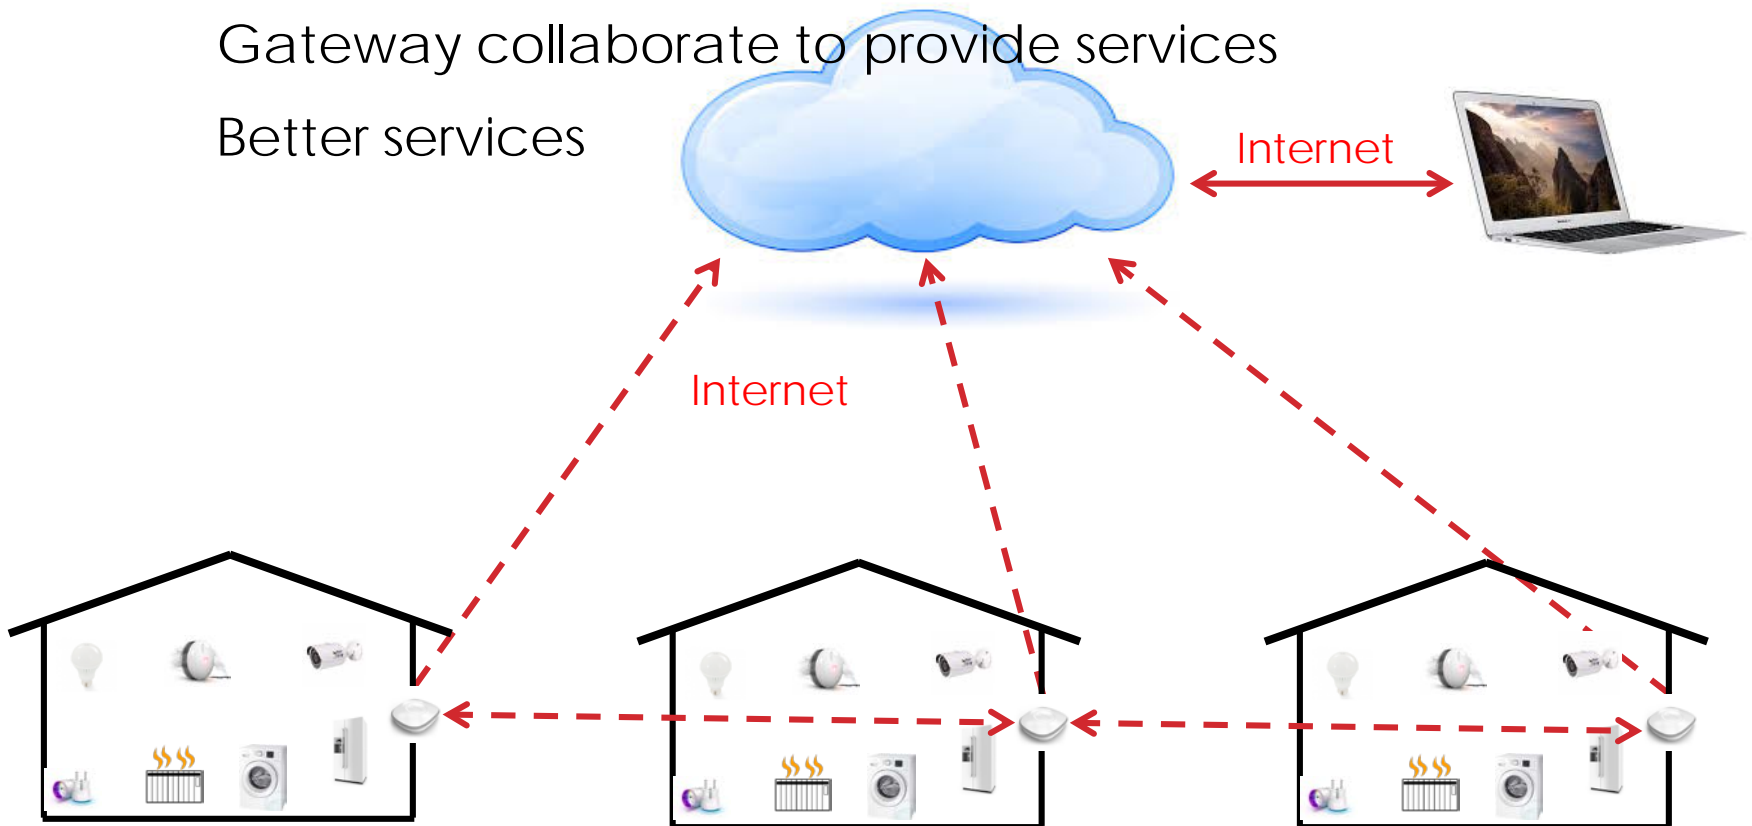 Gateway collaborate to provide services
Better services
Internet
Internet